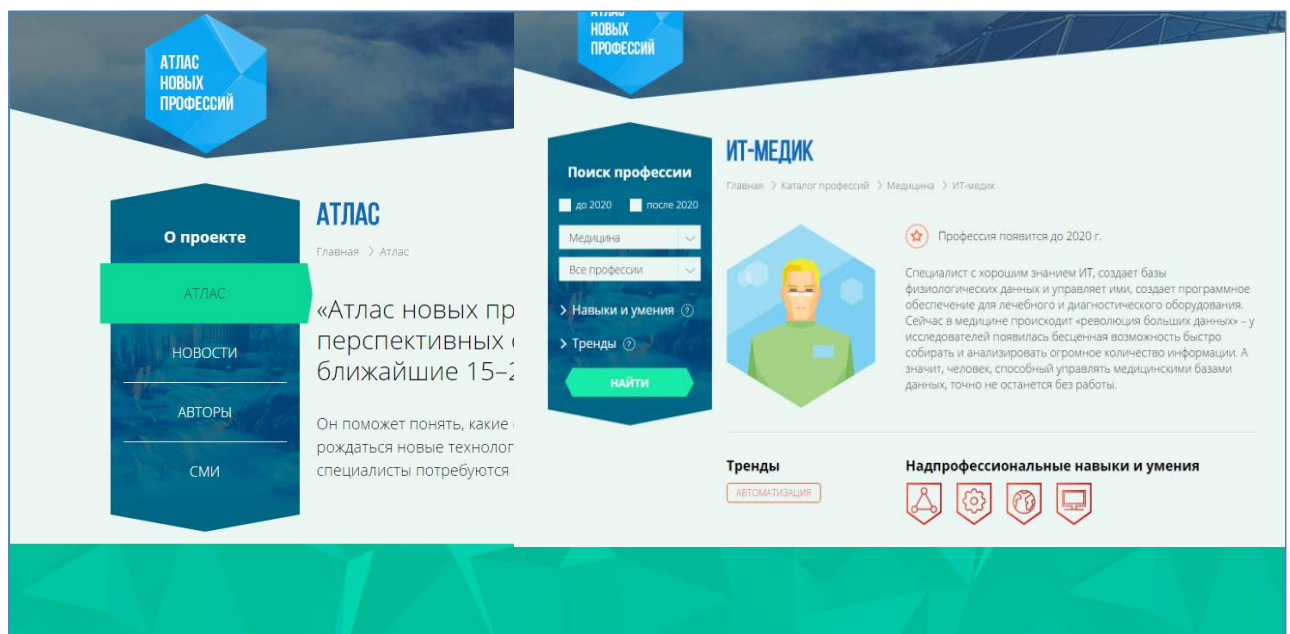 АТЛАС
НОВЫХ
ПРОФЕССИЙ
О проекте
АТЛАС
НОВОСТИ
АВТОРЫ
СМИ
АТЛАС
Главная > Атлас
«Атлас новых пр
перспективных
ближайшие 15–2
Он поможет понять, какие
рождаться новые технолог
специалисты потребуются
АТЛАС
НОВЫХ
ПРОФЕССИЙ
Поиск профессии
до 2020 после 2020
Медицина
Все профессии
> Навыки и умения ?
> Тренды ?
НАЙТИ
ИТ-МЕДИК
Главная > Каталог профессий > Медицина > ИТ-медик
Профессия появится до 2020 г.
Специалист с хорошим знанием ИТ, создает базы
физиологических данных и управляет ими, создает программное
обеспечение для лечебного и диагностического оборудования.
Сейчас в медицине происходит «революция больших данных» – у
исследователей появилась бесценная возможность быстро
собирать и анализировать огромное количество информации. А
значит, человек, способный управлять медицинскими базами
данных, точно не останется без работы.
Тренды
АВТОМАТИЗАЦИЯ
Надпрофессиональные навыки и умения